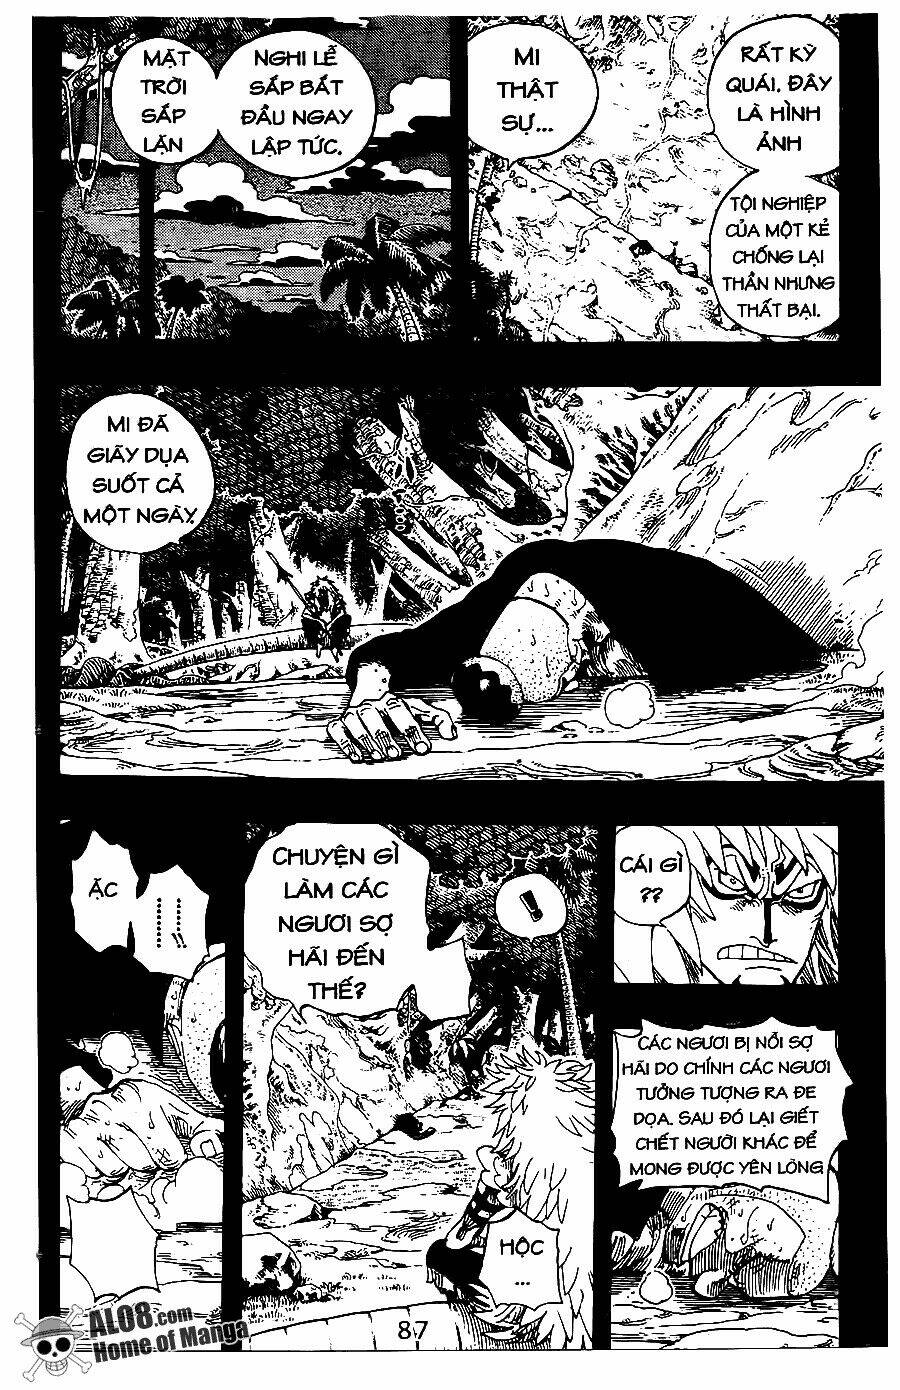 RẤT KỲ
QUÁI. ĐÂY
LÀ HÌNH
ẢNH
TỘI NGHIỆP
CỦA MỘT KẺ
CHỐNG LẠI
THẦN NHƯNG
THẤT BẠI.
MI
THẬT
SỰ...
NGHI LỄ
SẮP BẮT
ĐẦU NGAY
LẬP TỨC.
MẶT
TRỜI
SẮP
LẶN
MI ĐÃ
GIÃY DỤA
SUỐT CẢ
MỘT NGÀY.
CÁI GÌ
??
CÁC NGƯƠI BỊ NỖI SỢ
HÃI DO CHÍNH CÁC NGƯƠI
TƯỞNG TƯỢNG RA ĐE
DỌA. SAU ĐÓ LẠI GIẾT
CHẾT NGƯỜI KHÁC ĐỂ
MONG ĐƯỢC YÊN LÒNG
!
CHUYỆN GÌ
LÀM CÁC
NGƯƠI SỢ
HÃI ĐẾN
THẾ?
HỘC
...
.......!!
ẶC
87
ALO8.com
Home of Manga